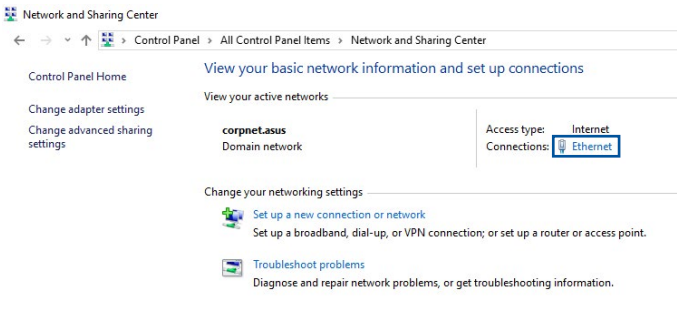 Network and Sharing Center
Control Panel > All Control Panel Items > Network and Sharing Center
Control Panel Home
Change adapter settings
Change advanced sharing
settings
View your basic network information and set up connections
View your active networks
corpnet.asus
Domain network
Access type: Internet
Connections: Ethernet
Change your networking settings
Set up a new connection or network
Set up a broadband, dial-up, or VPN connection; or set up a router or access point.
Troubleshoot problems
Diagnose and repair network problems, or get troubleshooting information.